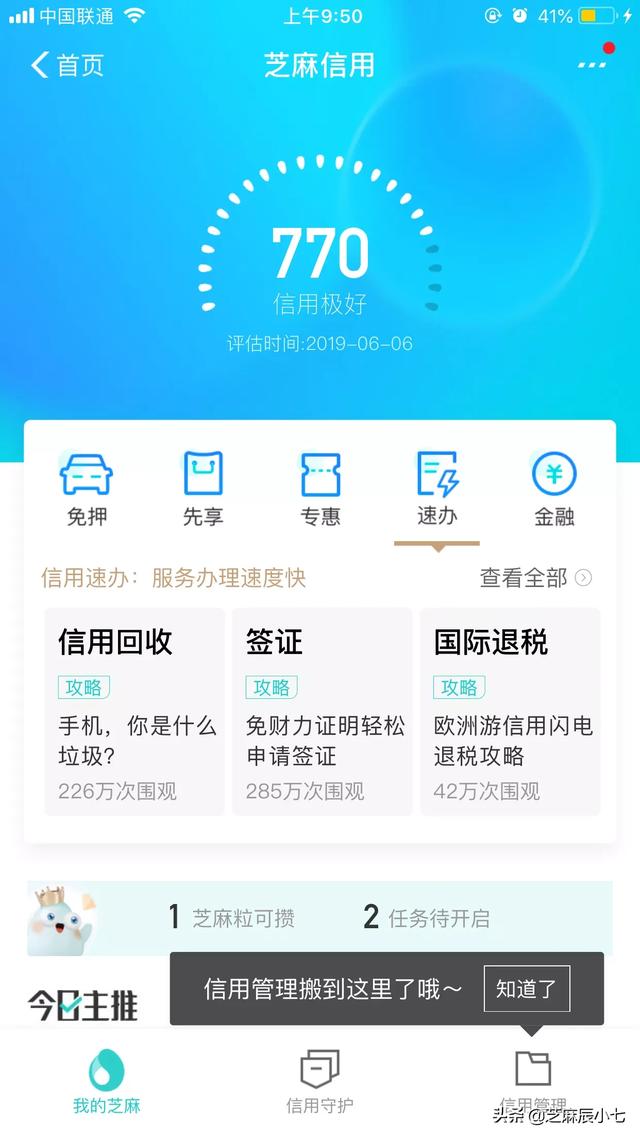 中国联通 上午9:50 41%
首页 芝麻信用
770
信用极好
评估时间:2019-06-06
免押 先享 专惠 速办 金融
信用速办：服务办理速度快 查看全部
信用回收 签证 国际退税
攻略 攻略 攻略
手机，你是什么 免财力证明轻松 欧洲游信用闪电
垃圾？ 申请签证 退税攻略
226万次围观 285万次围观 42万次围观
1 芝麻粒可攒 2 任务待开启
信用管理搬到这里了哦～ 知道了
今日主推
我的芝麻 信用守护 信用管理
头条 @芝麻辰小七